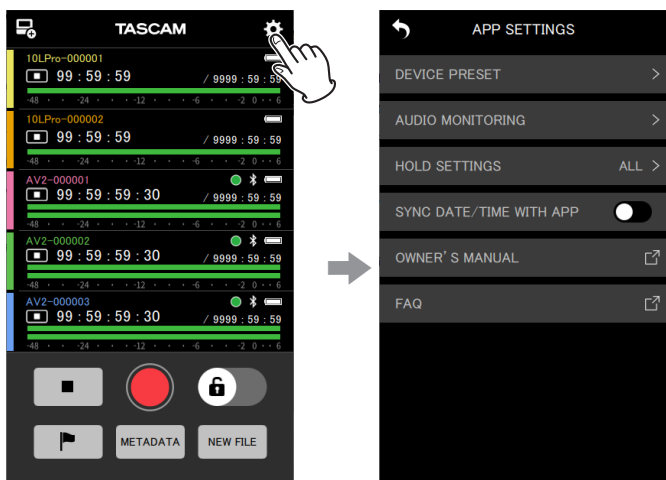 TASCAM
10LPro-000001
99 : 59 : 59
/ 9999 : 59 : 59
-48 · · -24 · · · -12 · · · -6 · · · -2 0 · · 6
10LPro-000002
99 : 59 : 59
/ 9999 : 59 : 59
-48 · · -24 · · · -12 · · · -6 · · · -2 0 · · 6
AV2-000001
99 : 59 : 59 : 30
/ 9999 : 59 : 59
-48 · · -24 · · · -12 · · · -6 · · · -2 0 · · 6
AV2-000002
99 : 59 : 59 : 30
/ 9999 : 59 : 59
-48 · · -24 · · · -12 · · · -6 · · · -2 0 · · 6
AV2-000003
99 : 59 : 59 : 30
/ 9999 : 59 : 59
-48 · · -24 · · · -12 · · · -6 · · · -2 0 · · 6
METADATA
NEW FILE
APP SETTINGS
DEVICE PRESET
AUDIO MONITORING
HOLD SETTINGS ALL
SYNC DATE/TIME WITH APP
OWNER'S MANUAL
FAQ